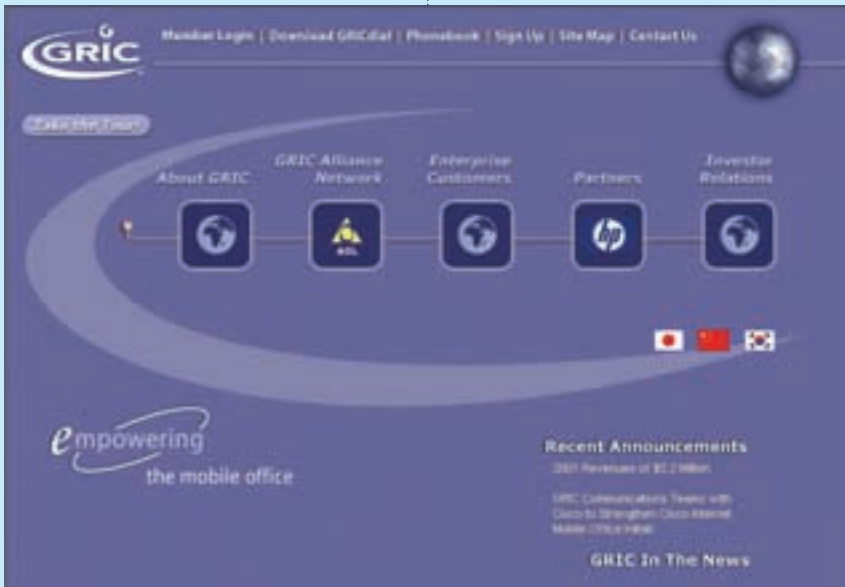 GRIC
Member Login | Download GRICdial | Phonebook | Sign Up | Site Map | Contact Us
Take the Tour!
About GRIC
GRIC Alliance
Network
Enterprise
Customers
Partners
Investor
Relations
AOL
hp
empowering
the mobile office
Recent Announcements
2001 Revenues of Million
GRIC Communications Teams with
Cisco to Strengthen Cisco Internet
Mobile Office
GRIC In The News